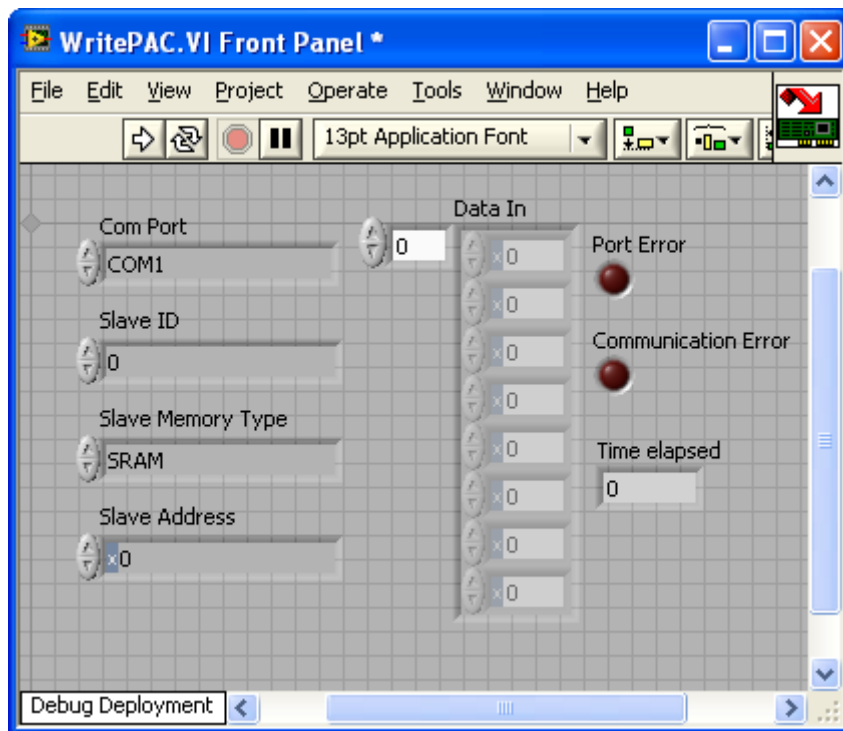 WritePAC.VI Front Panel *
File Edit View Project Operate Tools Window Help
13pt Application Font
Com Port
COM1
Slave ID
0
Slave Memory Type
SRAM
Slave Address
x0
Data In
0
x0
x0
x0
x0
x0
x0
x0
x0
Port Error
Communication Error
Time elapsed
0
Debug Deployment